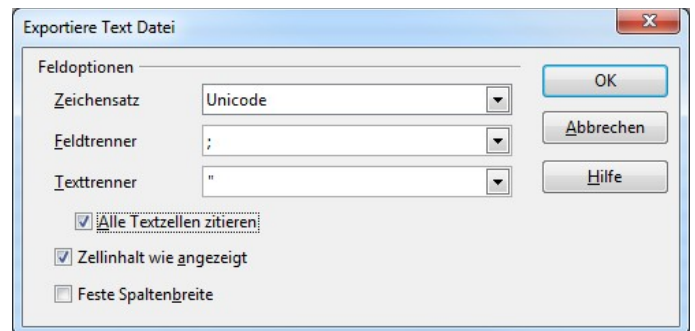 Exportiere Text Datei
Feldoptionen
Zeichensatz Unicode
Feldtrenner ;
Texttrenner "
Alle Textzellen zitieren
Zellinhalt wie angezeigt
Feste Spaltenbreite
OK
Abbrechen
Hilfe